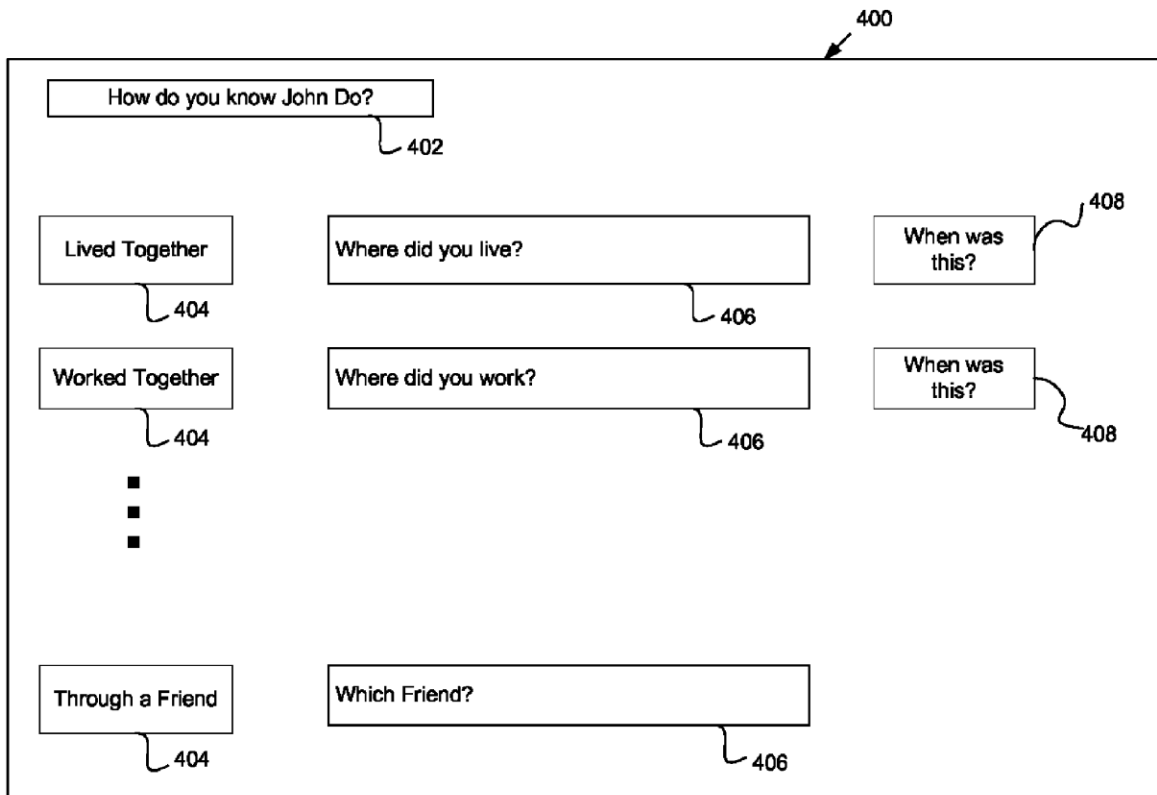 400
How do you know John Do?
402
408
Lived Together
Where did you live?
When was
this?
404
406
Worked Together
Where did you work?
When was
this?
404
406
408
Through a Friend
Which Friend?
404
406